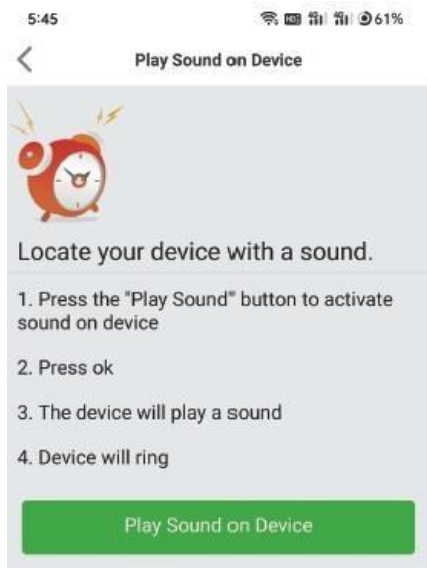 5:45
61%
Play Sound on Device
Locate your device with a sound.
1. Press the "Play Sound" button to activate
sound on device
2. Press ok
3. The device will play a sound
4. Device will ring
Play Sound on Device